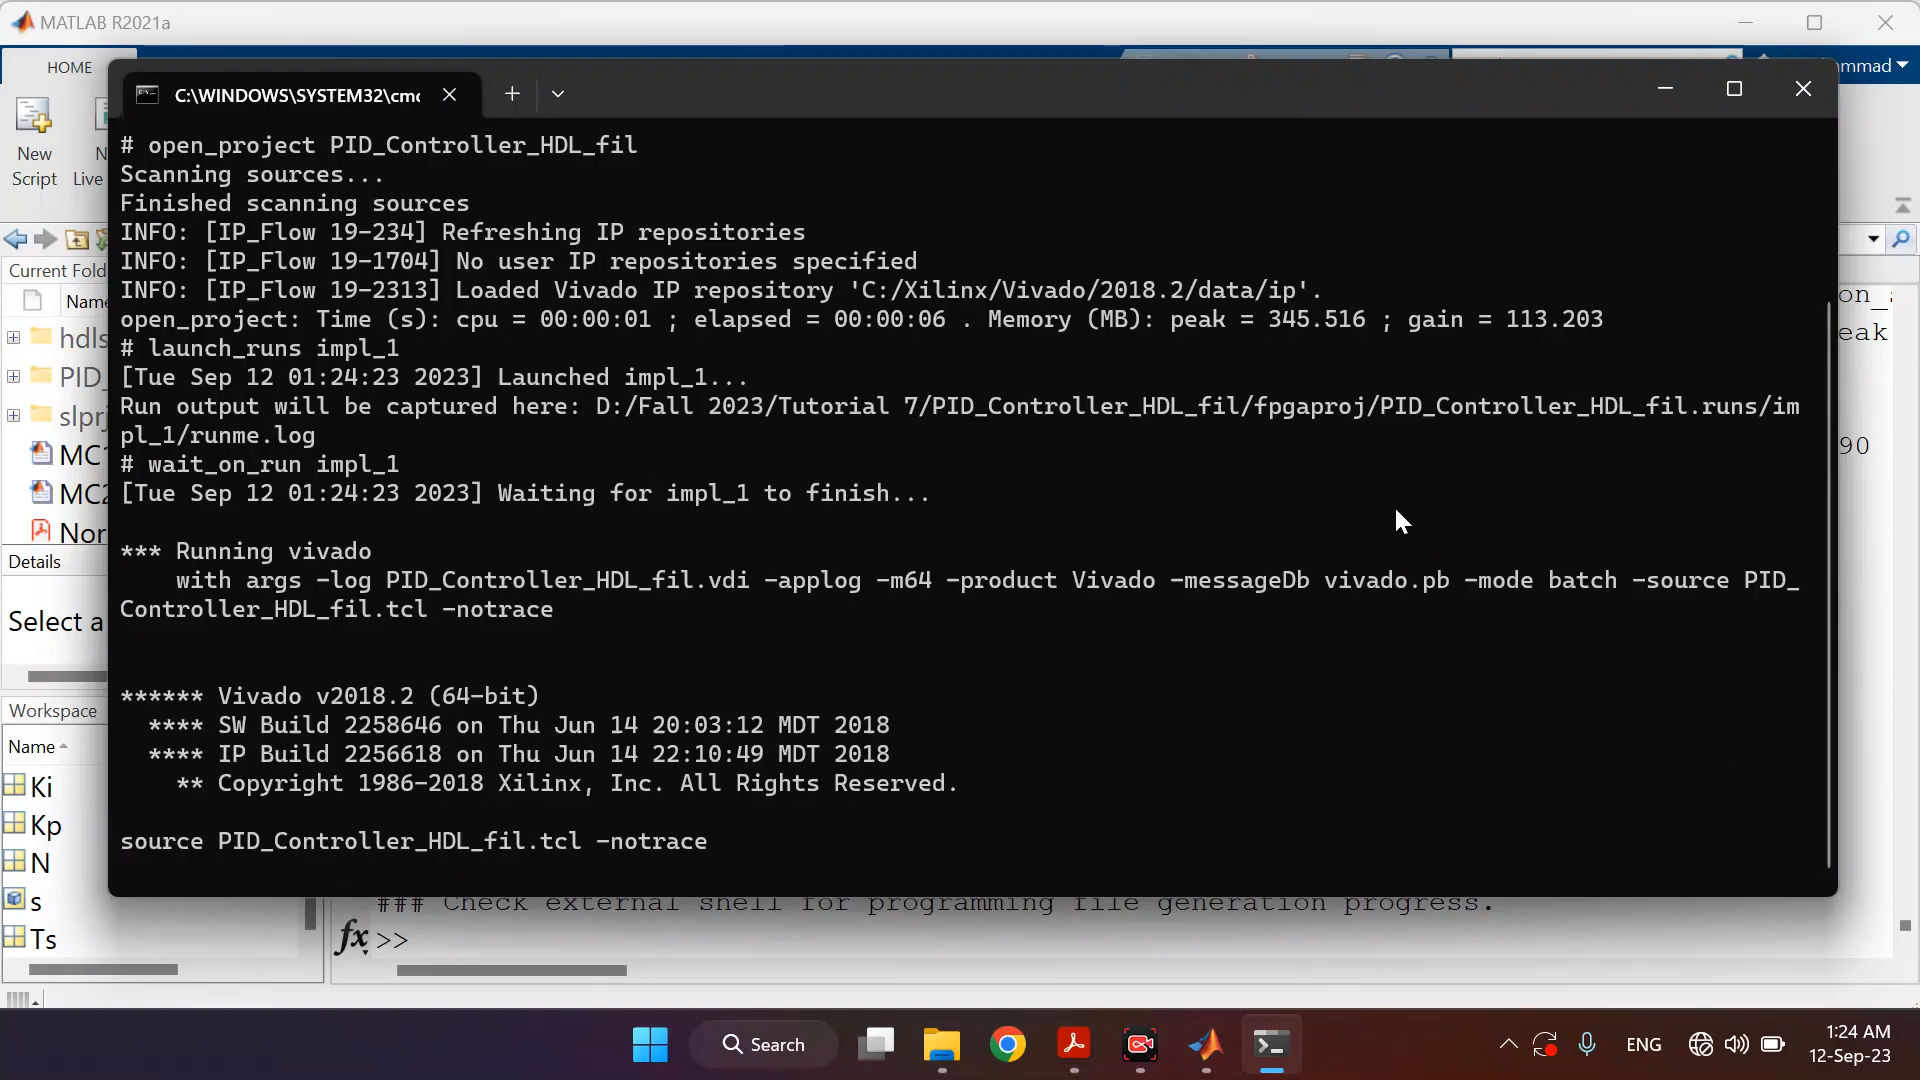 MATLAB R2021a
HOME
mmad
C:\WINDOWS\SYSTEM32\cmc
New
Script
Live
# open_project PID_Controller_HDL_fil
Scanning sources...
Finished scanning sources
INFO: [IP_Flow 19-234] Refreshing IP repositories
INFO: [IP_Flow 19-1704] No user IP repositories specified
INFO: [IP_Flow 19-2313] Loaded Vivado IP repository 'C:/Xilinx/Vivado/2018.2/data/ip'.
open_project: Time (s): cpu = 00:00:01 ; elapsed = 00:00:06 . Memory (MB): peak = 345.516 ; gain = 113.203
# launch_runs impl_1
[Tue Sep 12 01:24:23 2023] Launched impl_1...
Run output will be captured here: D:/Fall 2023/Tutorial 7/PID_Controller_HDL_fil/fpgaproj/PID_Controller_HDL_fil.runs/im
pl_1/runme.log
# wait_on_run impl_1
[Tue Sep 12 01:24:23 2023] Waiting for impl_1 to finish...
*** Running vivado
with args -log PID_Controller_HDL_fil.vdi -applog -m64 -product Vivado -messageDb vivado.pb -mode batch -source PID_
Controller_HDL_fil.tcl -notrace
****** Vivado v2018.2 (64-bit)
**** SW Build 2258646 on Thu Jun 14 20:03:12 MDT 2018
**** IP Build 2256618 on Thu Jun 14 22:10:49 MDT 2018
** Copyright 1986-2018 Xilinx, Inc. All Rights Reserved.
source PID_Controller_HDL_fil.tcl -notrace
Current Fold
Name
hdls
PID_
slprj
MC1
MC2
Nor
Details
Select a
Workspace
Name
Ki
Kp
N
s
Ts
on_
eak
90
### Check external shell for programming file generation progress.
fx >>
Search
ENG
1:24 AM
12-Sep-23